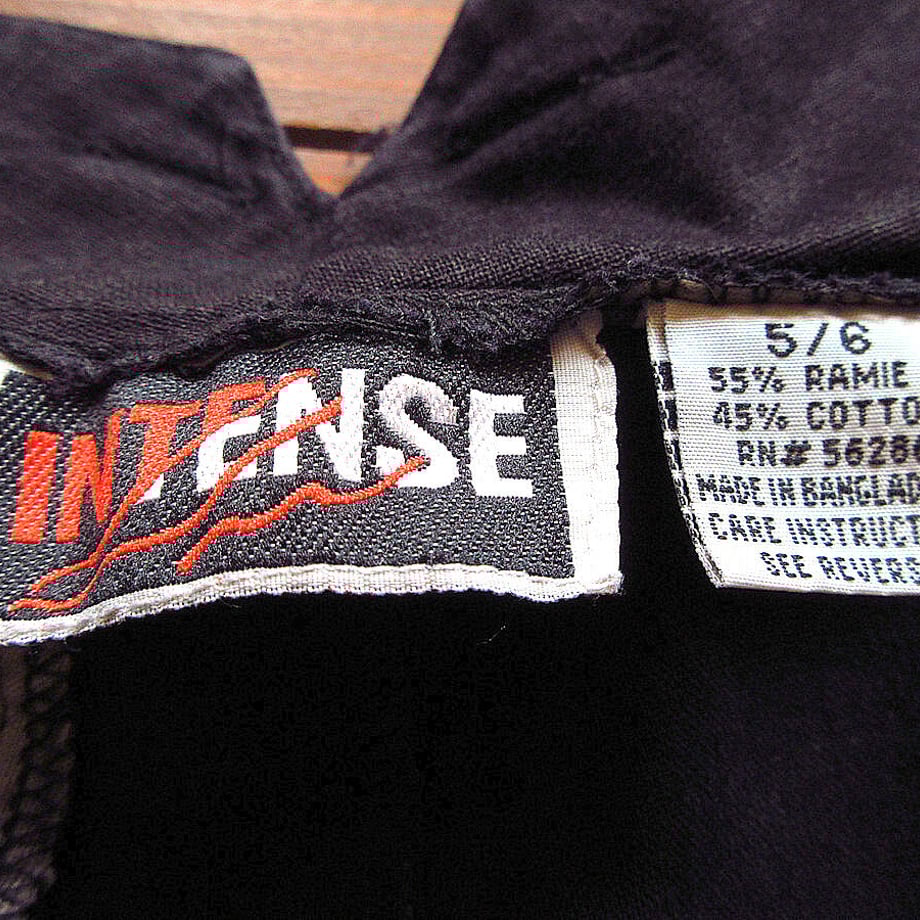 INTENSE
5/6
55% RAMIE
45% COTTO
RN# 5628
MADE IN BANGLAD
CARE INSTRUCT
SEE REVERS